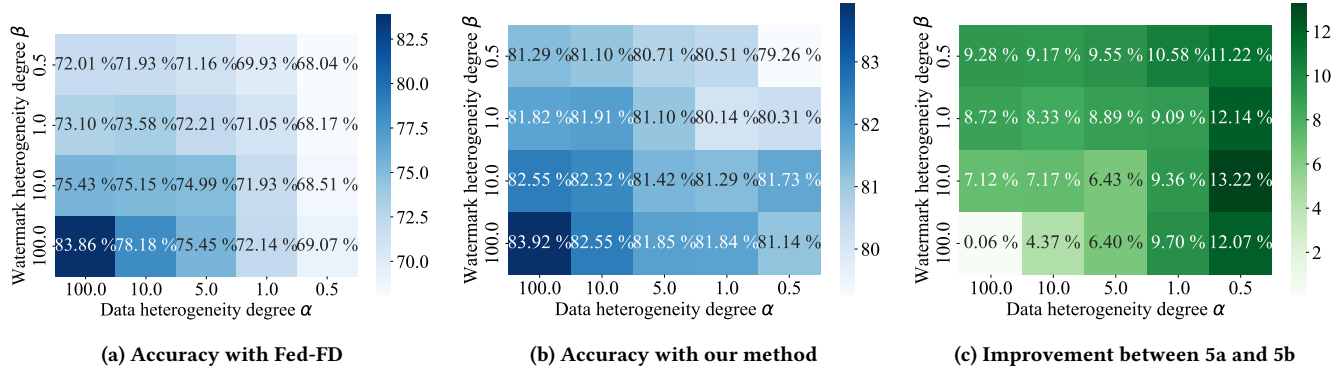 Watermark heterogeneity degree β
0.5
1.0
10.0
100.0
72.01 % 71.93 % 71.16 % 69.93 % 68.04 %
73.10 % 73.58 % 72.21 % 71.05 % 68.17 %
75.43 % 75.15 % 74.99 % 71.93 % 68.51 %
83.86 % 78.18 % 75.45 % 72.14 % 69.07 %
100.0 10.0 5.0 1.0 0.5
Data heterogeneity degree α
82.5
80.0
77.5
75.0
72.5
70.0
(a) Accuracy with Fed-FD
Watermark heterogeneity degree β
0.5
1.0
10.0
100.0
81.29 % 81.10 % 80.71 % 80.51 % 79.26 %
81.82 % 81.91 % 81.10 % 80.14 % 80.31 %
82.55 % 82.32 % 81.42 % 81.29 % 81.73 %
83.92 % 82.55 % 81.85 % 81.84 % 81.14 %
100.0 10.0 5.0 1.0 0.5
Data heterogeneity degree α
83
82
81
80
(b) Accuracy with our method
Watermark heterogeneity degree β
0.5
1.0
10.0
100.0
9.28 % 9.17 % 9.55 % 10.58 % 11.22 %
8.72 % 8.33 % 8.89 % 9.09 % 12.14 %
7.12 % 7.17 % 6.43 % 9.36 % 13.22 %
0.06 % 4.37 % 6.40 % 9.70 % 12.07 %
100.0 10.0 5.0 1.0 0.5
Data heterogeneity degree α
12
10
8
6
4
2
(c) Improvement between 5a and 5b